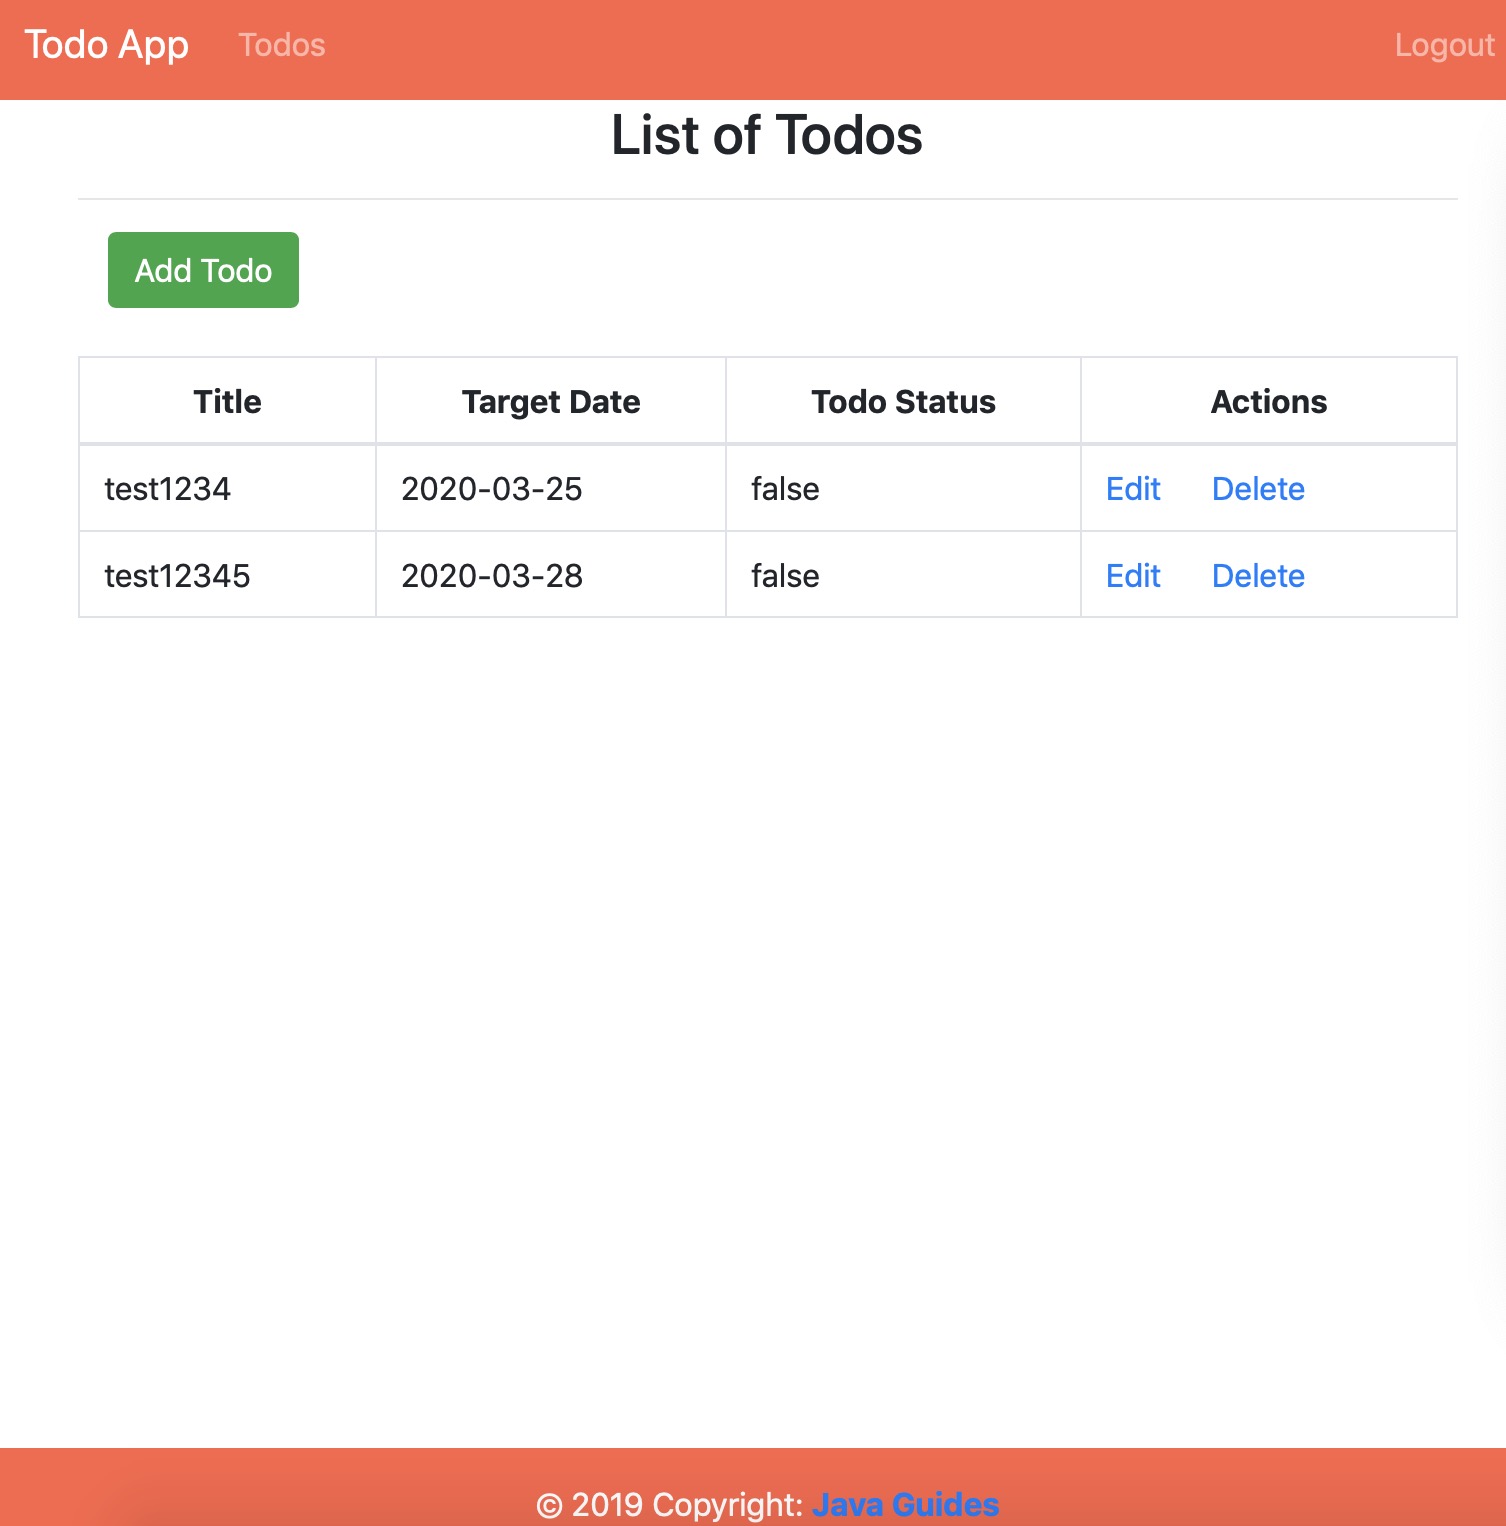 Todo App Todos Logout
List of Todos
Add Todo
Title Target Date Todo Status Actions
test1234 2020-03-25 false Edit Delete
test12345 2020-03-28 false Edit Delete
© 2019 Copyright: Java Guides